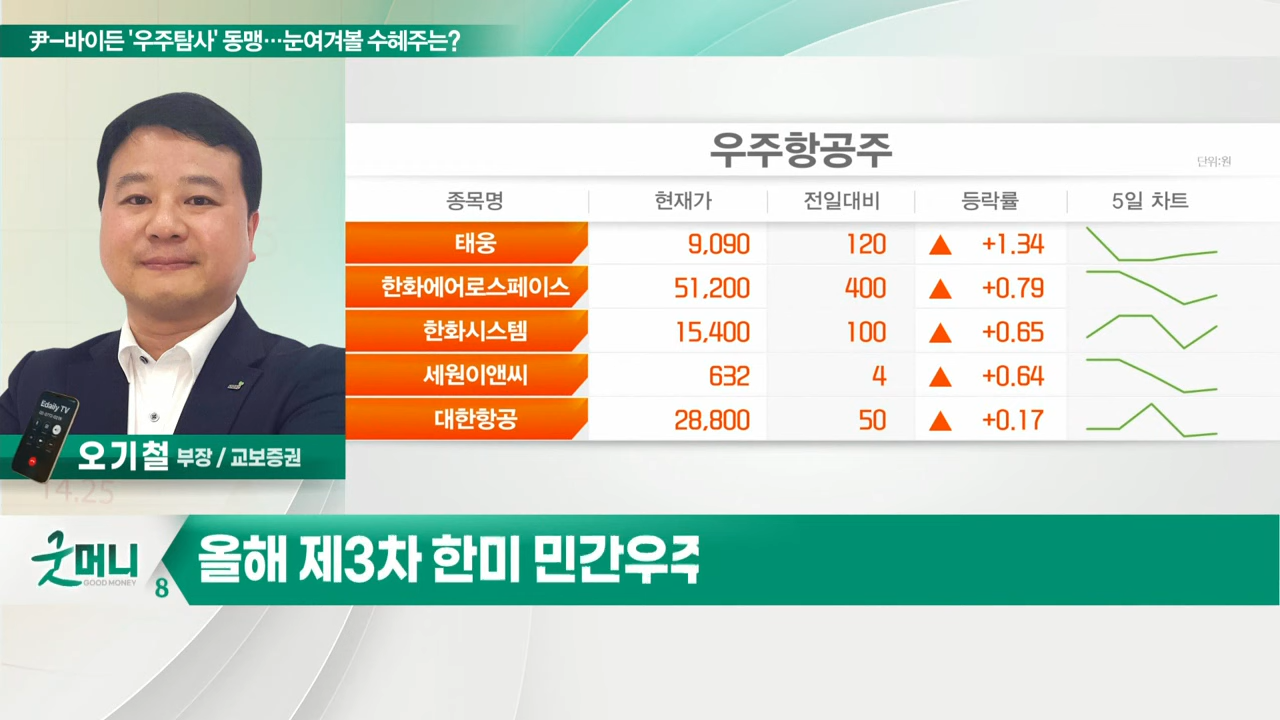 尹-바이든 '우주탐사' 동맹…눈여겨볼 수혜주는?
우주항공주
단위:원
종목명 현재가 전일대비 등락률 5일 차트
태웅 9,090 120 ▲ +1.34
한화에어로스페이스 51,200 400 ▲ +0.79
한화시스템 15,400 100 ▲ +0.65
세원이앤씨 632 4 ▲ +0.64
대한항공 28,800 50 ▲ +0.17
Edaily TV
오기철 부장 / 교보증권
14.25
굿머니
GOOD MONEY
8
올해 제3차 한미 민간우주